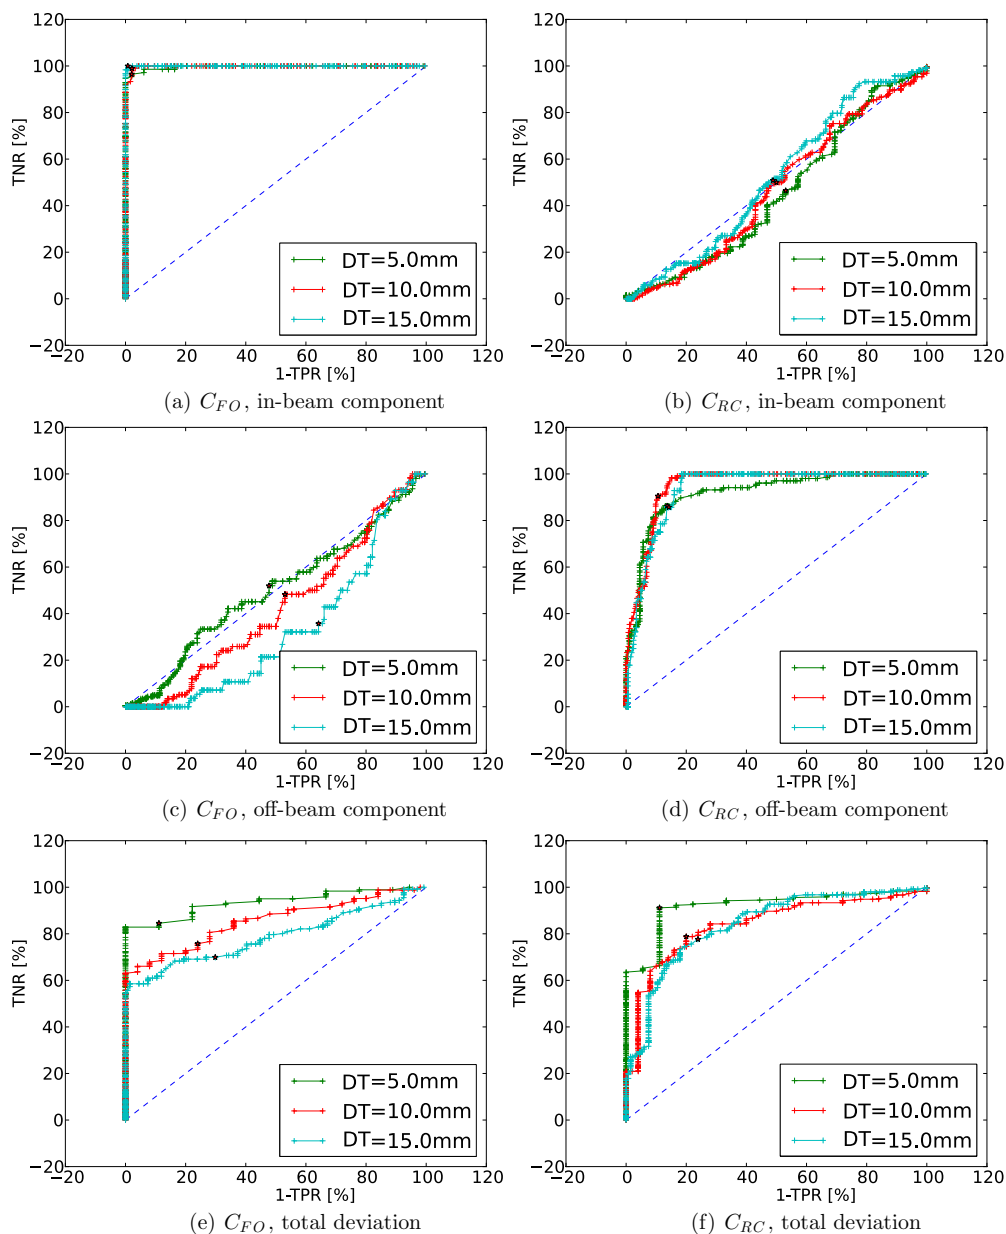 120
100
80
60
40
20
0
−20
−20 0 20 40 60 80 100 120
TNR [%]
1-TPR [%]
DT=5.0mm
DT=10.0mm
DT=15.0mm
(a) C_FO, in-beam component
120
100
80
60
40
20
0
−20
−20 0 20 40 60 80 100 120
TNR [%]
1-TPR [%]
DT=5.0mm
DT=10.0mm
DT=15.0mm
(b) C_RC, in-beam component
120
100
80
60
40
20
0
−20
−20 0 20 40 60 80 100 120
TNR [%]
1-TPR [%]
DT=5.0mm
DT=10.0mm
DT=15.0mm
(c) C_FO, off-beam component
120
100
80
60
40
20
0
−20
−20 0 20 40 60 80 100 120
TNR [%]
1-TPR [%]
DT=5.0mm
DT=10.0mm
DT=15.0mm
(d) C_RC, off-beam component
120
100
80
60
40
20
0
−20
−20 0 20 40 60 80 100 120
TNR [%]
1-TPR [%]
DT=5.0mm
DT=10.0mm
DT=15.0mm
(e) C_FO, total deviation
120
100
80
60
40
20
0
−20
−20 0 20 40 60 80 100 120
TNR [%]
1-TPR [%]
DT=5.0mm
DT=10.0mm
DT=15.0mm
(f) C_RC, total deviation